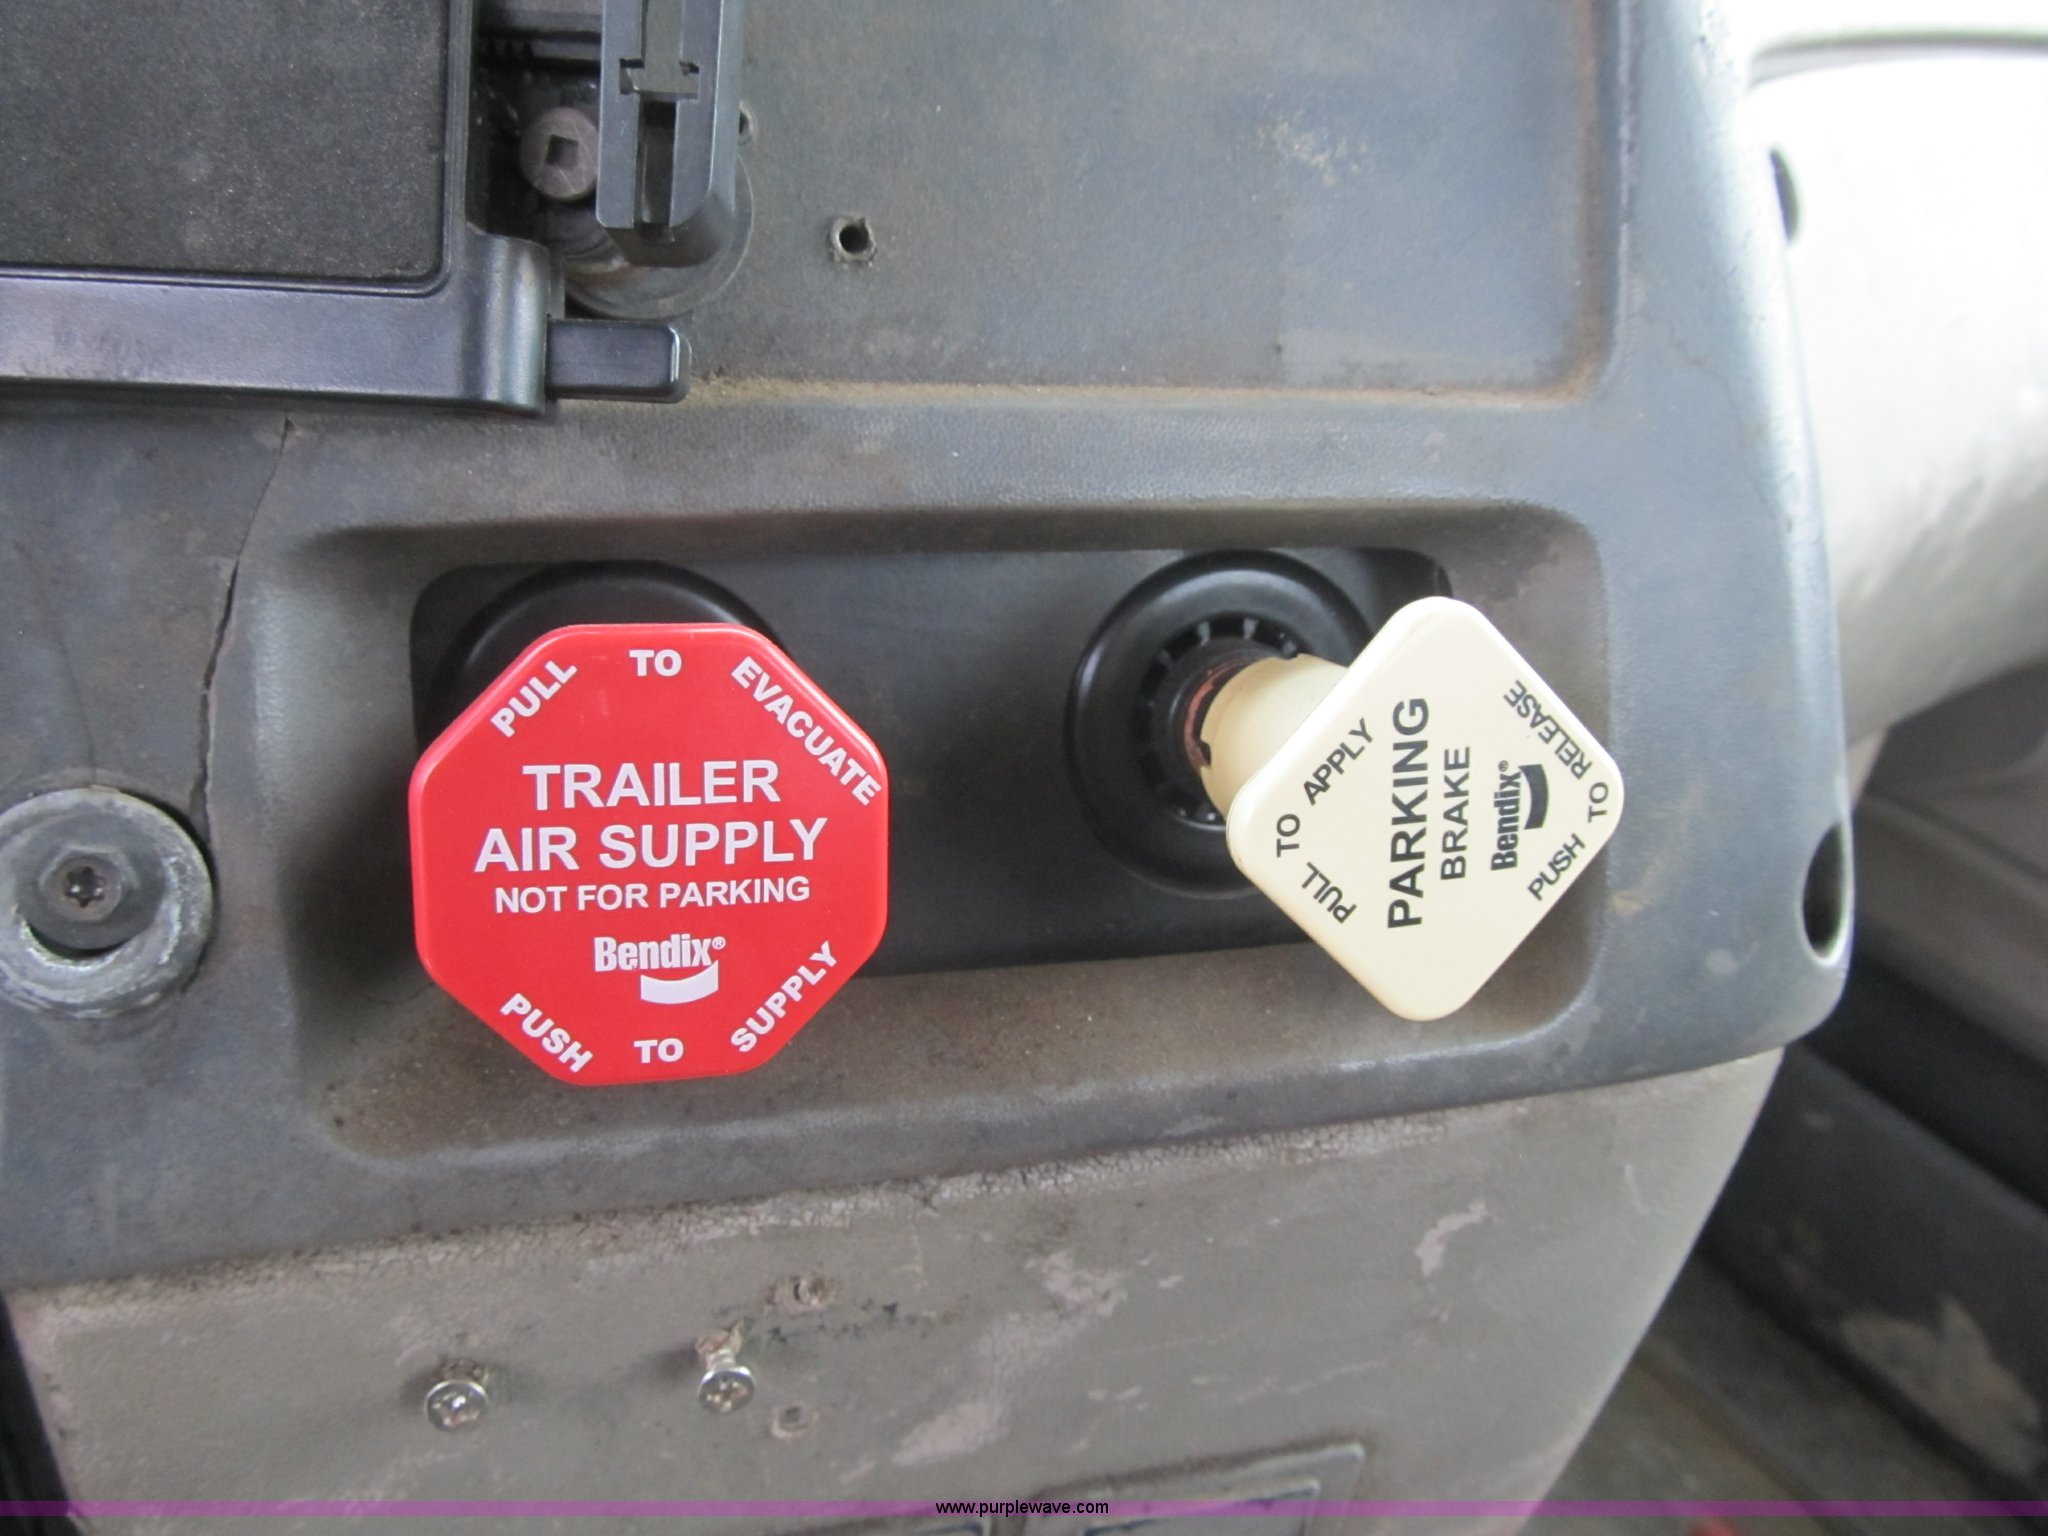 PULL TO EVACUATE
TRAILER
AIR SUPPLY
NOT FOR PARKING
Bendix®
PUSH TO SUPPLY
PULL TO APPLY
PARKING
BRAKE
Bendix®
PUSH TO RELEASE
www.purplewave.com